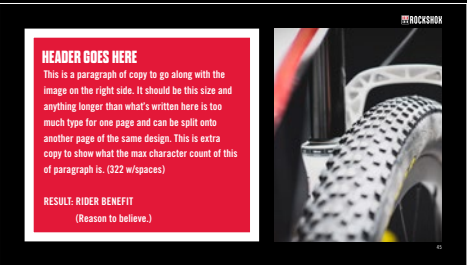 ROCKSHOX
HEADER GOES HERE
This is a paragraph of copy to go along with the
image on the right side. It should be this size and
anything longer than what's written here is too
much type for one page and can be split onto
another page of the same design. This is extra
copy to show what the max character count of this
of paragraph is. (322 w/spaces)
RESULT: RIDER BENEFIT
(Reason to believe.)
45